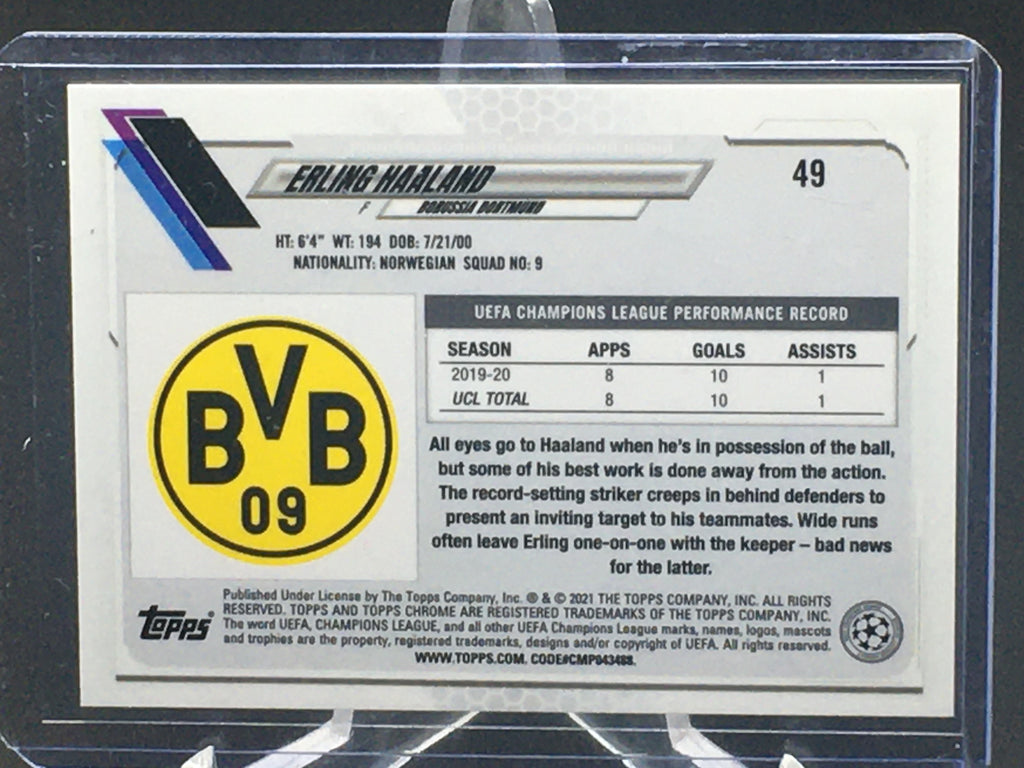 49
ERLING HAALAND
F BORUSSIA DORTMUND
HT: 6'4" WT: 194 DOB: 7/21/00
NATIONALITY: NORWEGIAN SQUAD NO: 9
BVB
09
UEFA CHAMPIONS LEAGUE PERFORMANCE RECORD
SEASON APPS GOALS ASSISTS
2019-20 8 10 1
UCL TOTAL 8 10 1
All eyes go to Haaland when he's in possession of the ball,
but some of his best work is done away from the action.
The record-setting striker creeps in behind defenders to
present an inviting target to his teammates. Wide runs
often leave Erling one-on-one with the keeper – bad news
for the latter.
Topps®
Published Under License by The Topps Company, Inc. ® & © 2021 THE TOPPS COMPANY, INC. ALL RIGHTS
RESERVED. TOPPS AND TOPPS CHROME ARE REGISTERED TRADEMARKS OF THE TOPPS COMPANY, INC.
The word UEFA, CHAMPIONS LEAGUE, and all other UEFA Champions League marks, names, logos, mascots
and trophies are the property, registered trademarks, designs and/or copyright of UEFA. All rights reserved.
WWW.TOPPS.COM. CODE#CMP043488.